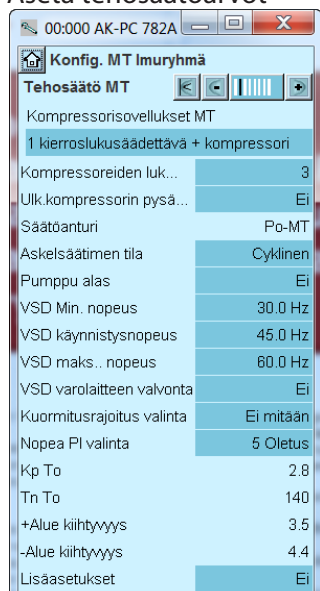 Aseta tehosäätöarvot
00:000 AK-PC 782A
Konfig. MT Imuryhmä
Tehosäätö MT
Kompressorisovellukset MT
1 kierroslukusäädettävä + kompressori
Kompressoreiden luk... 3
Ulk.kompressorin pysä... Ei
Säätöanturi Po-MT
Askelsäätimen tila Cyklinen
Pumppu alas Ei
VSD Min. nopeus 30.0 Hz
VSD käynnistysnopeus 45.0 Hz
VSD maks.. nopeus 60.0 Hz
VSD varolaitteen valvonta Ei
Kuormitusrajoitus valinta Ei mitään
Nopea PI valinta 5 Oletus
Kp To 2.8
Tn To 140
+Alue kiihtyvyys 3.5
-Alue kiihtyvyys 4.4
Lisäasetukset Ei